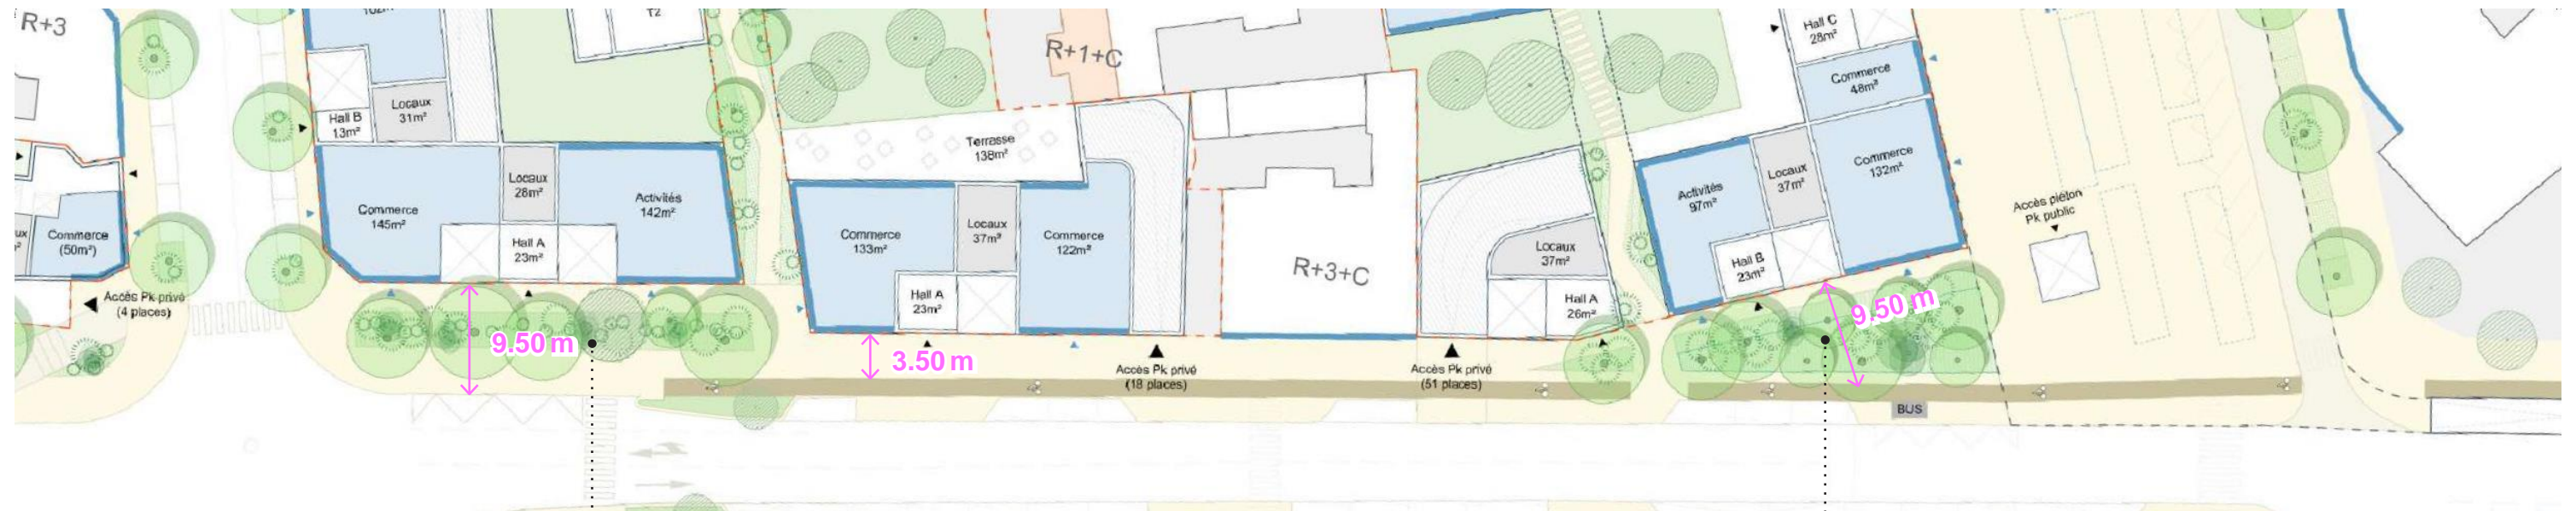 R+3
T2
R+1+C
Hall C
28m²
Commerce
48m²
Locaux
31m²
Hall B
13m²
Terrasse
138m²
Locaux
28m²
Commerce
145m²
Activités
142m²
Hall A
23m²
Commerce
(50m²)
Commerce
133m²
Locaux
37m²
Commerce
122m²
Hall A
23m²
R+3+C
Locaux
37m²
Hall A
26m²
Activités
97m²
Locaux
37m²
Commerce
132m²
Hall B
23m²
Accès piéton
Pk public
Accès Pk privé
(4 places)
9.50 m
3.50 m
Accès Pk privé
(18 places)
Accès Pk privé
(51 places)
9.50 m
BUS